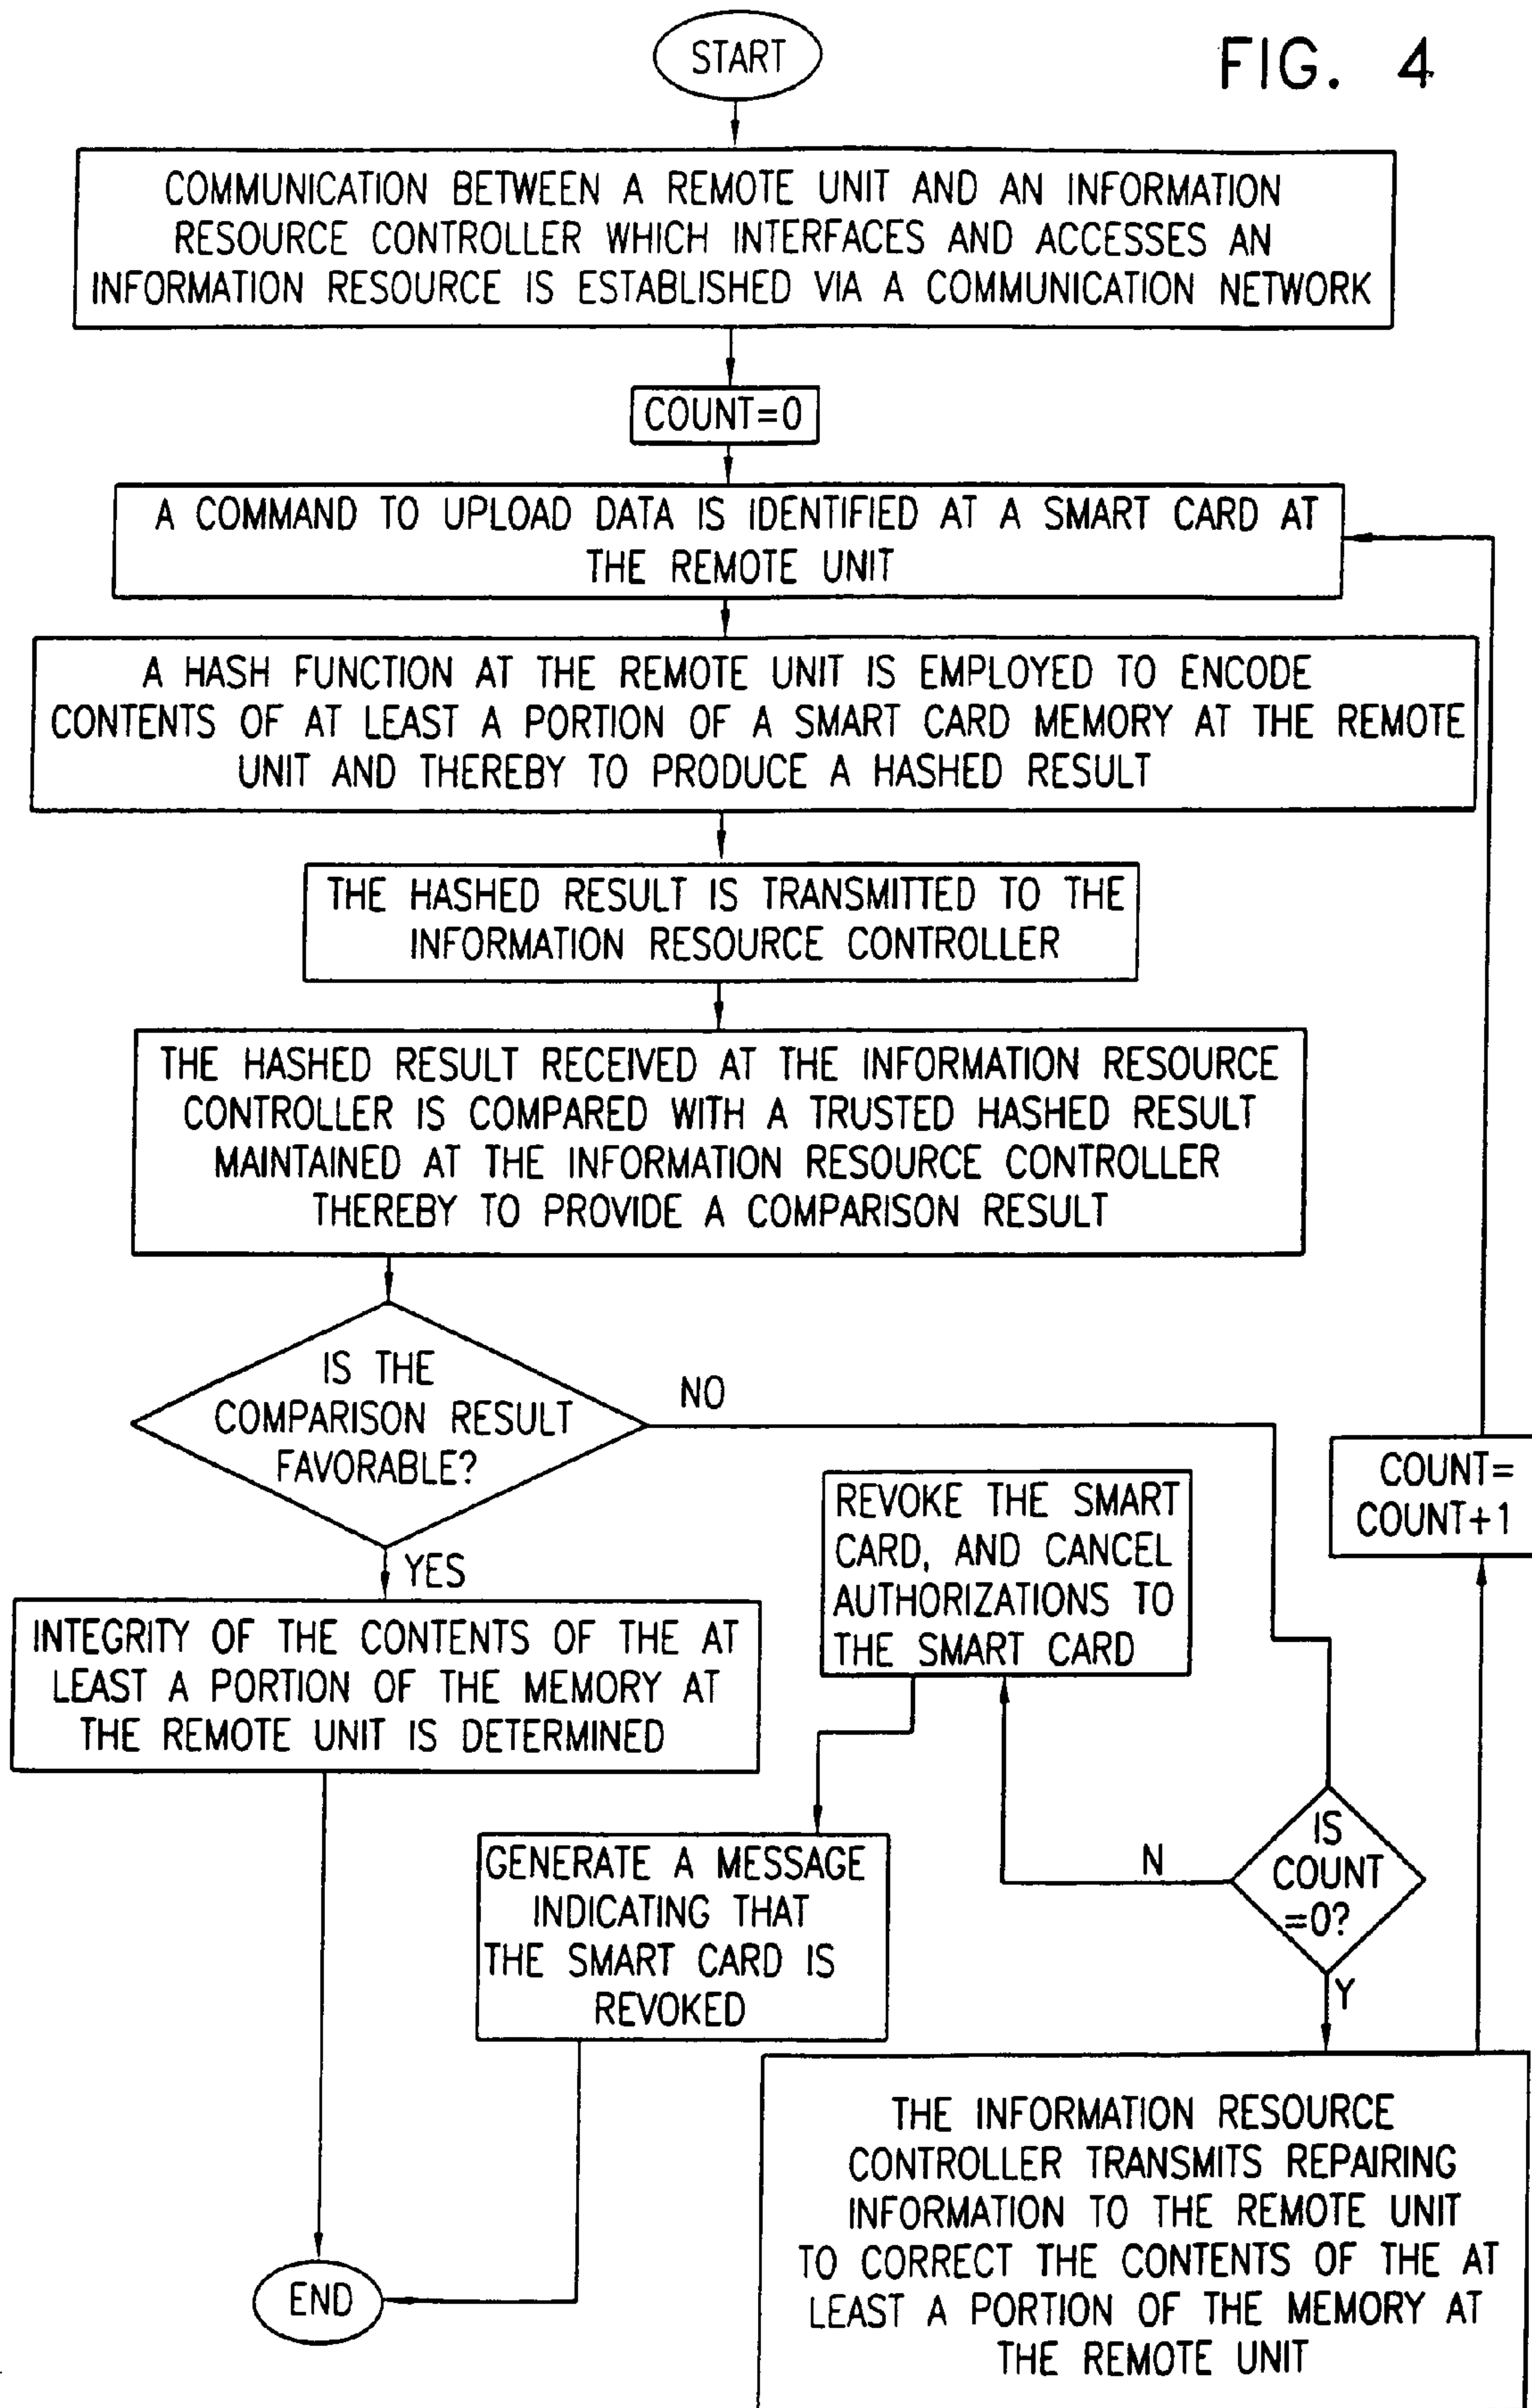 START
FIG. 4
COMMUNICATION BETWEEN A REMOTE UNIT AND AN INFORMATION
RESOURCE CONTROLLER WHICH INTERFACES AND ACCESSES AN
INFORMATION RESOURCE IS ESTABLISHED VIA A COMMUNICATION NETWORK
COUNT=0
A COMMAND TO UPLOAD DATA IS IDENTIFIED AT A SMART CARD AT
THE REMOTE UNIT
A HASH FUNCTION AT THE REMOTE UNIT IS EMPLOYED TO ENCODE
CONTENTS OF AT LEAST A PORTION OF A SMART CARD MEMORY AT THE REMOTE
UNIT AND THEREBY TO PRODUCE A HASHED RESULT
THE HASHED RESULT IS TRANSMITTED TO THE
INFORMATION RESOURCE CONTROLLER
THE HASHED RESULT RECEIVED AT THE INFORMATION RESOURCE
CONTROLLER IS COMPARED WITH A TRUSTED HASHED RESULT
MAINTAINED AT THE INFORMATION RESOURCE CONTROLLER
THEREBY TO PROVIDE A COMPARISON RESULT
IS THE
COMPARISON RESULT
FAVORABLE?
NO
YES
COUNT=
COUNT+1
REVOKE THE SMART
CARD, AND CANCEL
AUTHORIZATIONS TO
THE SMART CARD
INTEGRITY OF THE CONTENTS OF THE AT
LEAST A PORTION OF THE MEMORY AT
THE REMOTE UNIT IS DETERMINED
IS
COUNT
=0?
N
Y
GENERATE A MESSAGE
INDICATING THAT
THE SMART CARD IS
REVOKED
THE INFORMATION RESOURCE
CONTROLLER TRANSMITS REPAIRING
INFORMATION TO THE REMOTE UNIT
TO CORRECT THE CONTENTS OF THE AT
LEAST A PORTION OF THE MEMORY AT
THE REMOTE UNIT
END